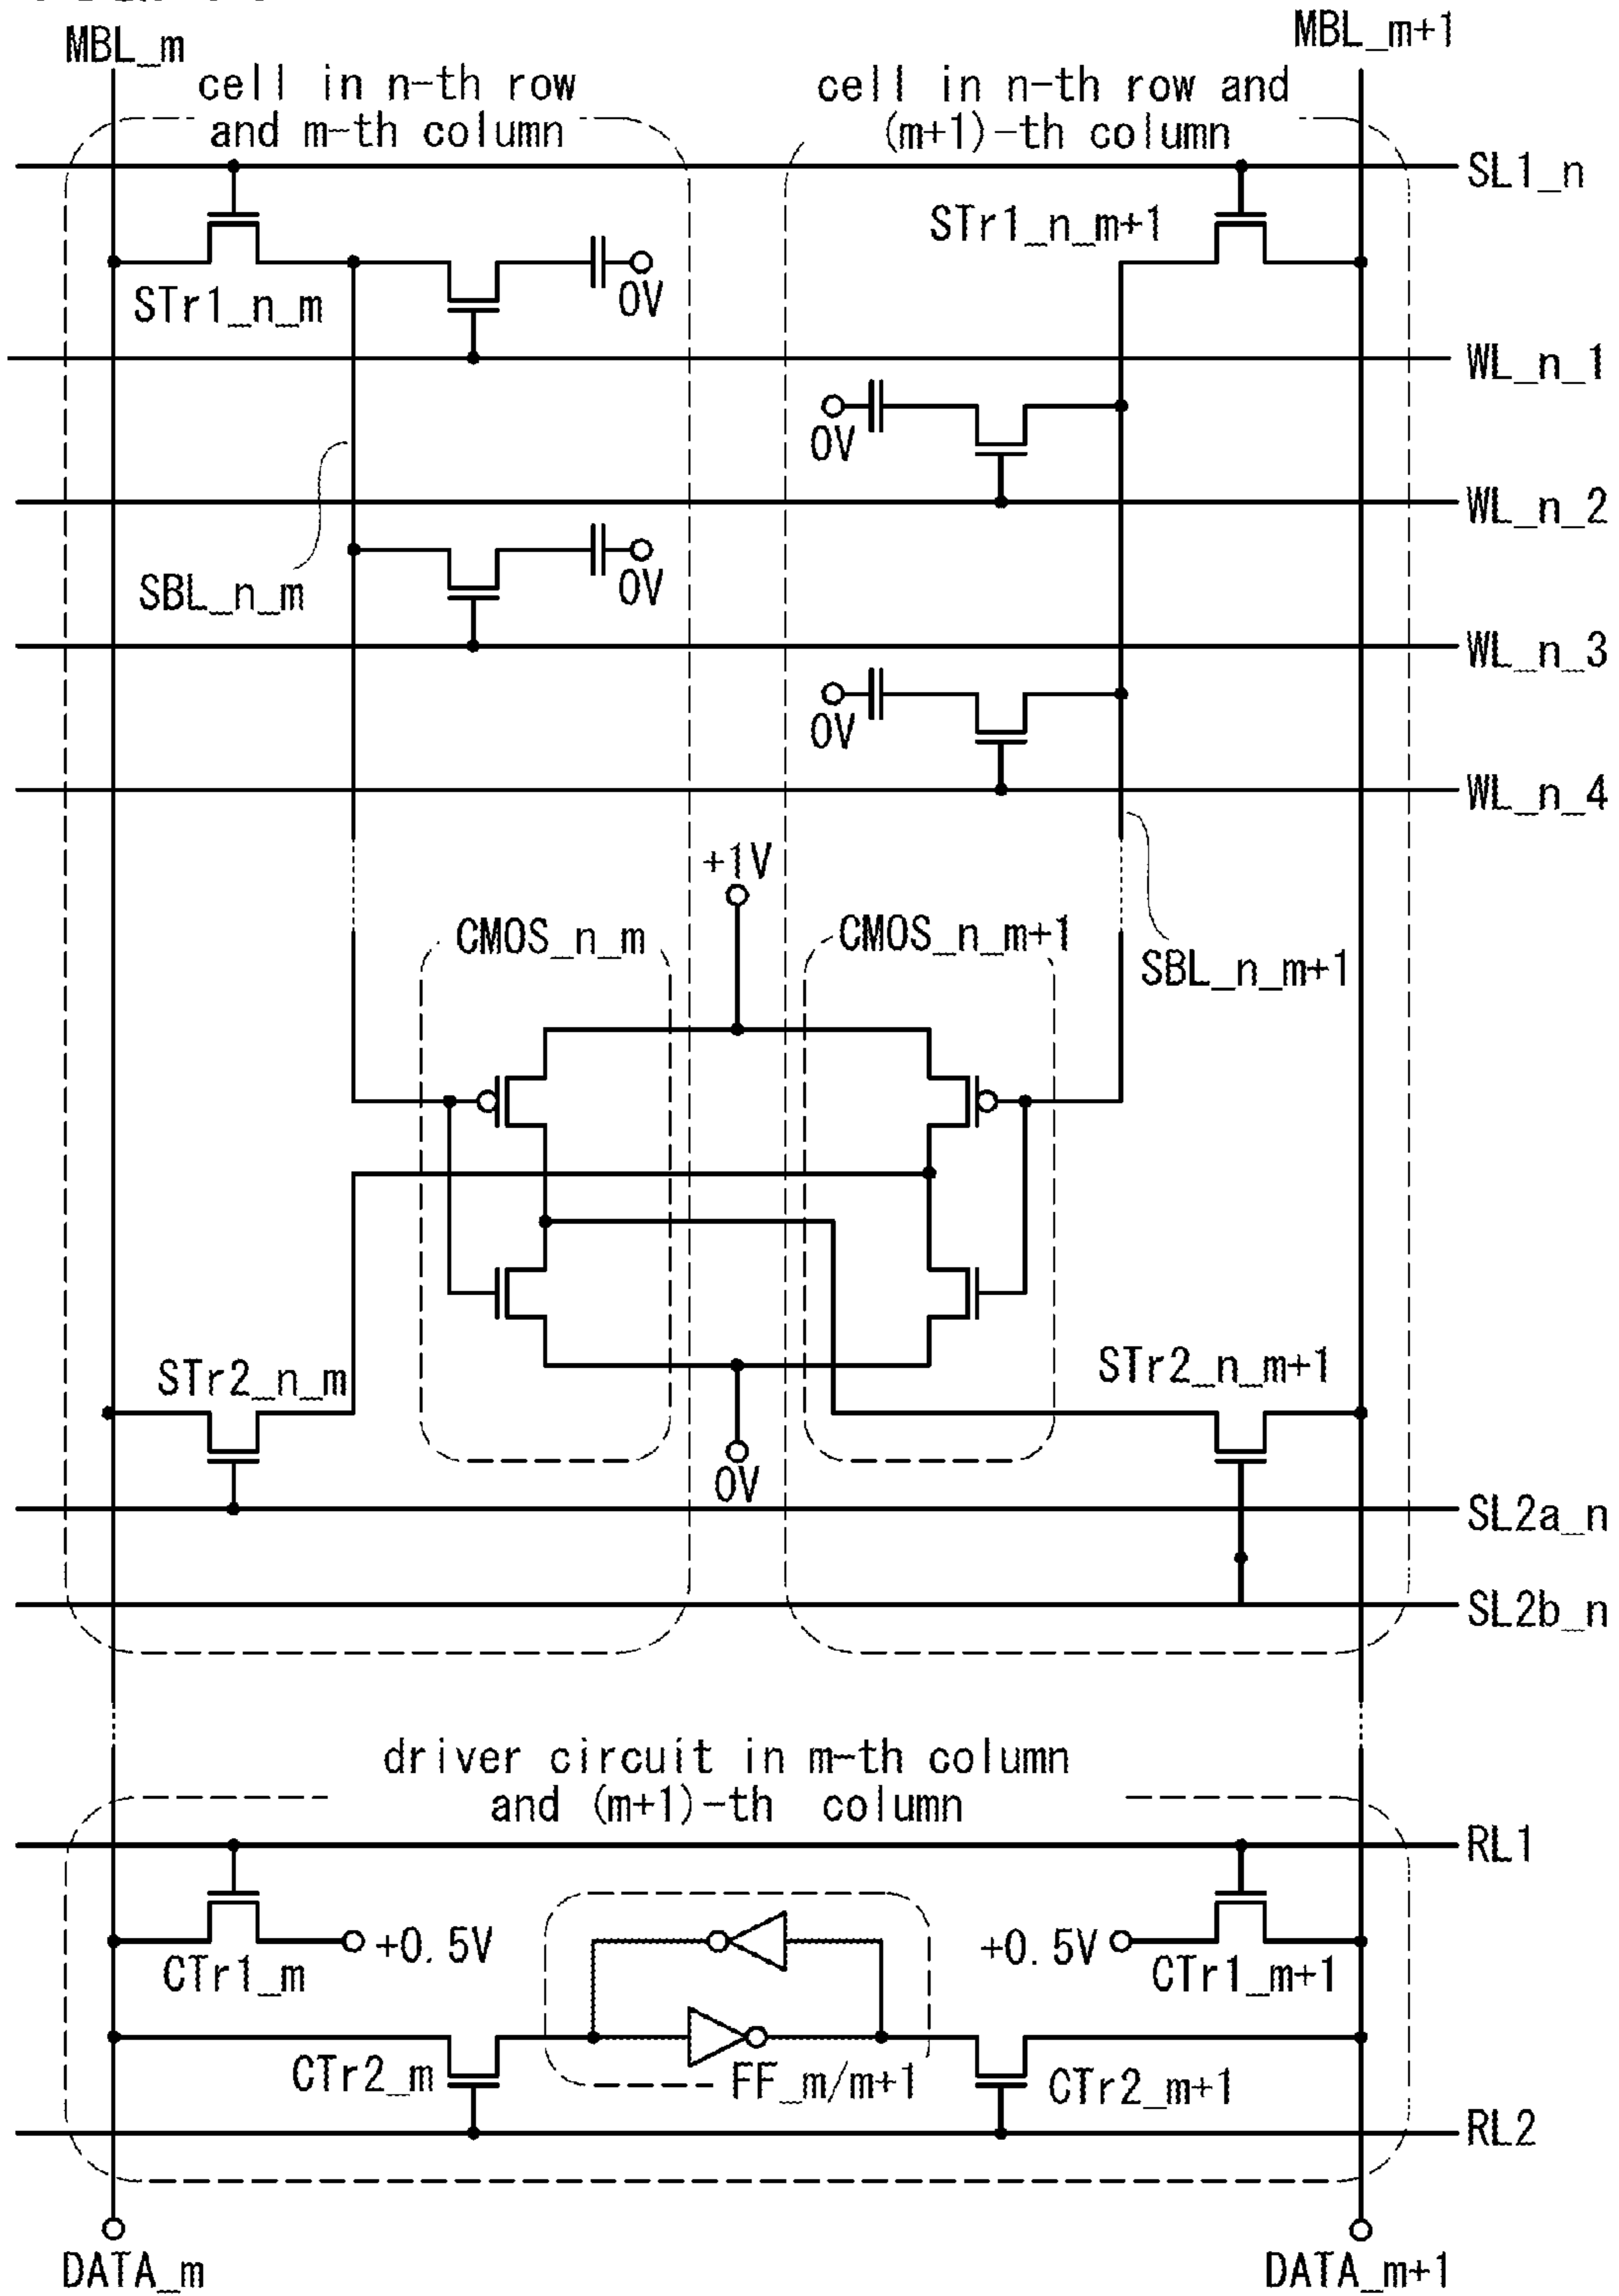 MBL_m
MBL_m+1
cell in n-th row
and m-th column
cell in n-th row and
(m+1)-th column
SL1_n
STr1_n_m+1
STr1_n_m
0V
WL_n_1
0V
WL_n_2
0V
SBL_n_m
WL_n_3
0V
WL_n_4
+1V
CMOS_n_m
CMOS_n_m+1
SBL_n_m+1
STr2_n_m
STr2_n_m+1
0V
SL2a_n
SL2b_n
driver circuit in m-th column
and (m+1)-th column
RL1
+0.5V
+0.5V
CTr1_m
CTr1_m+1
CTr2_m
FF_m/m+1
CTr2_m+1
RL2
DATA_m
DATA_m+1